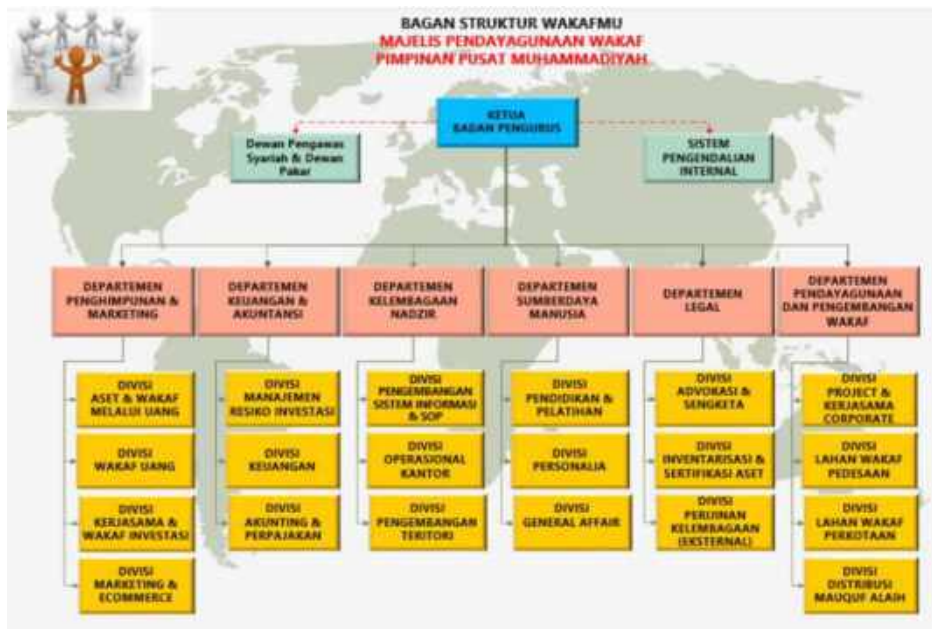 BAGAN STRUKTUR WAKAFMU
MAJELIS PENDAYAGUNAAN WAKAF
PIMPINAN PUSAT MUHAMMADIYAH
KETUA
BADAN PENGURUS
Dewan Pengawas
Syariah & Dewan
Pakar
SISTEM
PENGENDALIAN
INTERNAL
DEPARTEMEN
PENGHIMPUNAN &
MARKETING
DEPARTEMEN
KEUANGAN &
AKUNTANSI
DEPARTEMEN
KELEMBAGAAN
NADZIR
DEPARTEMEN
SUMBERDAYA
MANUSIA
DEPARTEMEN
LEGAL
DEPARTEMEN
PENDAYAGUNAAN
DAN PENGEMBANGAN
WAKAF
DIVISI
ASET & WAKAF
MELALUI UANG
DIVISI
WAKAF UANG
DIVISI
KERJASAMA &
WAKAF INVESTASI
DIVISI
MARKETING &
ECOMMERCE
DIVISI
MANAJEMEN
RESIKO INVESTASI
DIVISI
KEUANGAN
DIVISI
AKUNTING &
PERPAJAKAN
DIVISI
PENGEMBANGAN
SISTEM INFORMASI
& SOP
DIVISI
OPERASIONAL
KANTOR
DIVISI
PENGEMBANGAN
TERITORI
DIVISI
PENDIDIKAN &
PELATIHAN
DIVISI
PERSONALIA
DIVISI
GENERAL AFFAIR
DIVISI
ADVOKASI &
SENGKETA
DIVISI
INVENTARISASI &
SERTIFIKASI ASET
DIVISI
PERIJINAN
KELEMBAGAAN
(EKSTERNAL)
DIVISI
PROJECT &
KERJASAMA
CORPORATE
DIVISI
LAHAN WAKAF
PEDESAAN
DIVISI
LAHAN WAKAF
PERKOTAAN
DIVISI
DISTRIBUSI
MAUQUF ALAIH